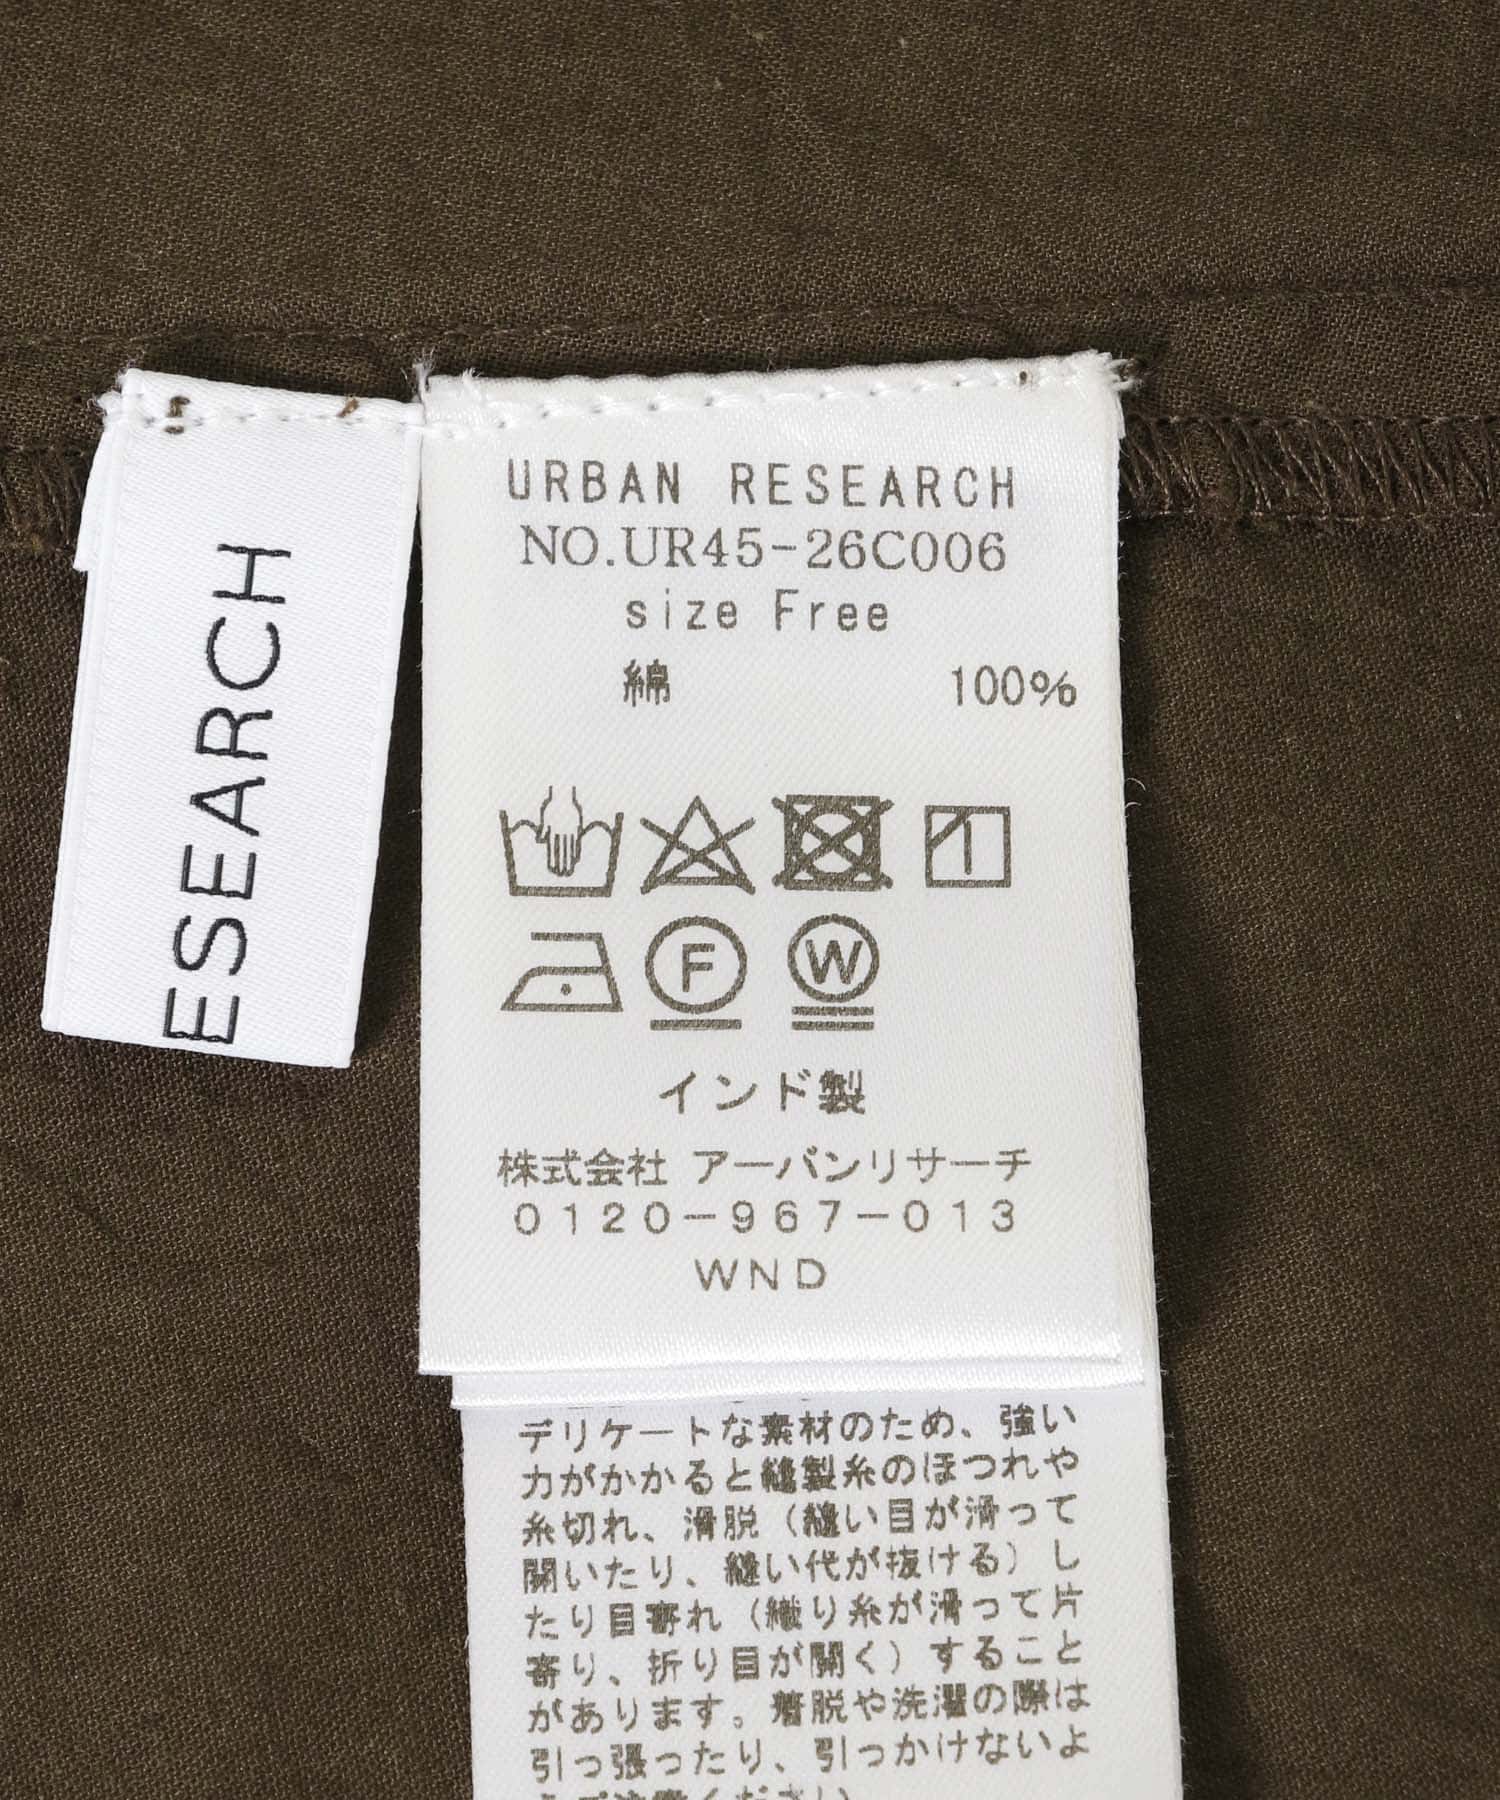 ESEARCH
URBAN RESEARCH
NO.UR45-26C006
size Free
綿 100%
F W
インド製
株式会社 アーバンリサーチ
0120-967-013
WND
デリケートな素材のため、強い
力がかかると縫製糸のほつれや
糸切れ、滑脱（縫い目が滑って
開いたり、縫い代が抜ける）し
たり目寄れ（織り糸が滑って片
寄り、折り目が開く）すること
があります。着脱や洗濯の際は
引っ張ったり、引っかけないよ